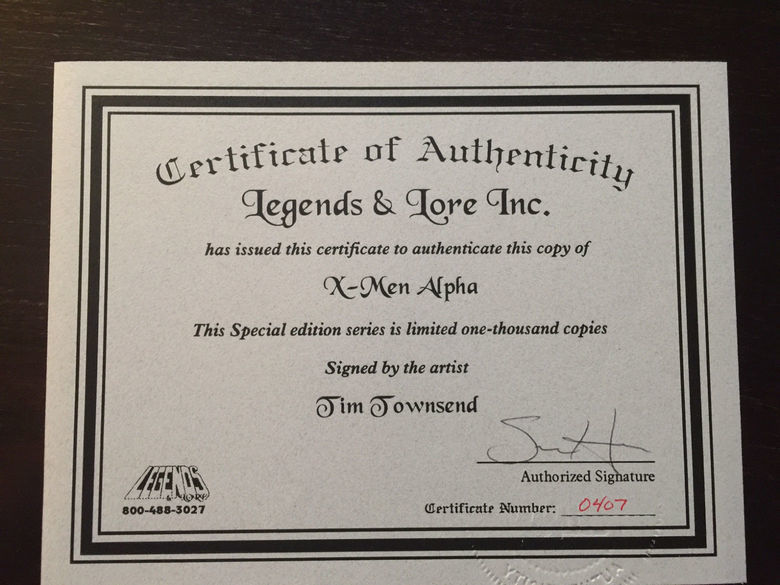 Certificate of Authenticity
Legends & Lore Inc.
has issued this certificate to authenticate this copy of
X-Men Alpha
This Special edition series is limited one-thousand copies
Signed by the artist
Tim Townsend
Authorized Signature
LEGENDS
& LORE
800-488-3027
Certificate Number: 0407